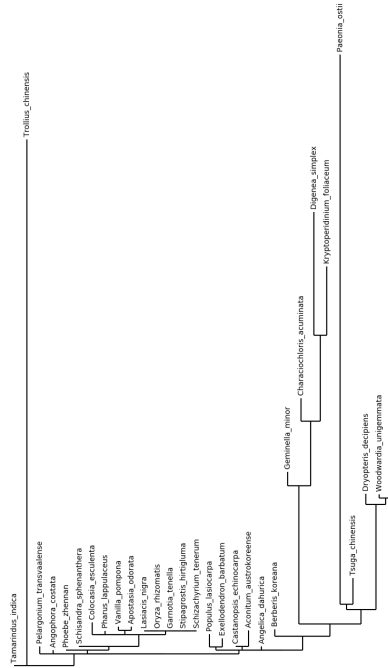 Tamarindus_indica
Trollius_chinensis
Pelargonium_transvaalense
Angophora_costata
Phoebe_zhennan
Schisandra_sphenanthera
Colocasia_esculenta
Pharus_lappulaceus
Vanilla_pompona
Apostasia_odorata
Lasiacis_nigra
Oryza_rhizomatis
Garnotia_tenella
Stipagrostis_hirtigluma
Schizachyrium_tenerum
Populus_lasiocarpa
Exellodendron_barbatum
Castanopsis_echinocarpa
Aconitum_austrokoreense
Angelica_dahurica
Berberis_koreana
Geminella_minor
Characiochloris_acuminata
Digenea_simplex
Kryptoperidinium_foliaceum
Paeonia_ostii
Tsuga_chinensis
Dryopteris_decipiens
Woodwardia_unigemmata